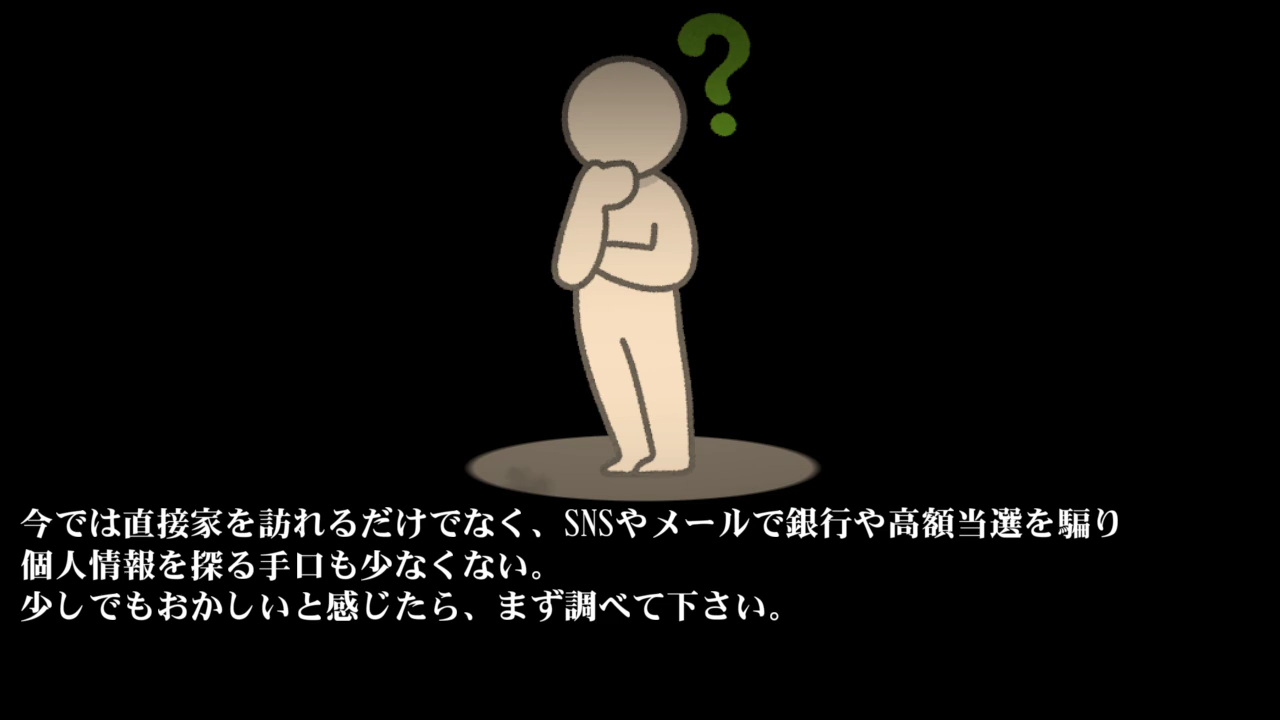 今では直接家を訪れるだけでなく、SNSやメールで銀行や高額当選を騙り
個人情報を探る手口も少なくない。
少しでもおかしいと感じたら、まず調べて下さい。